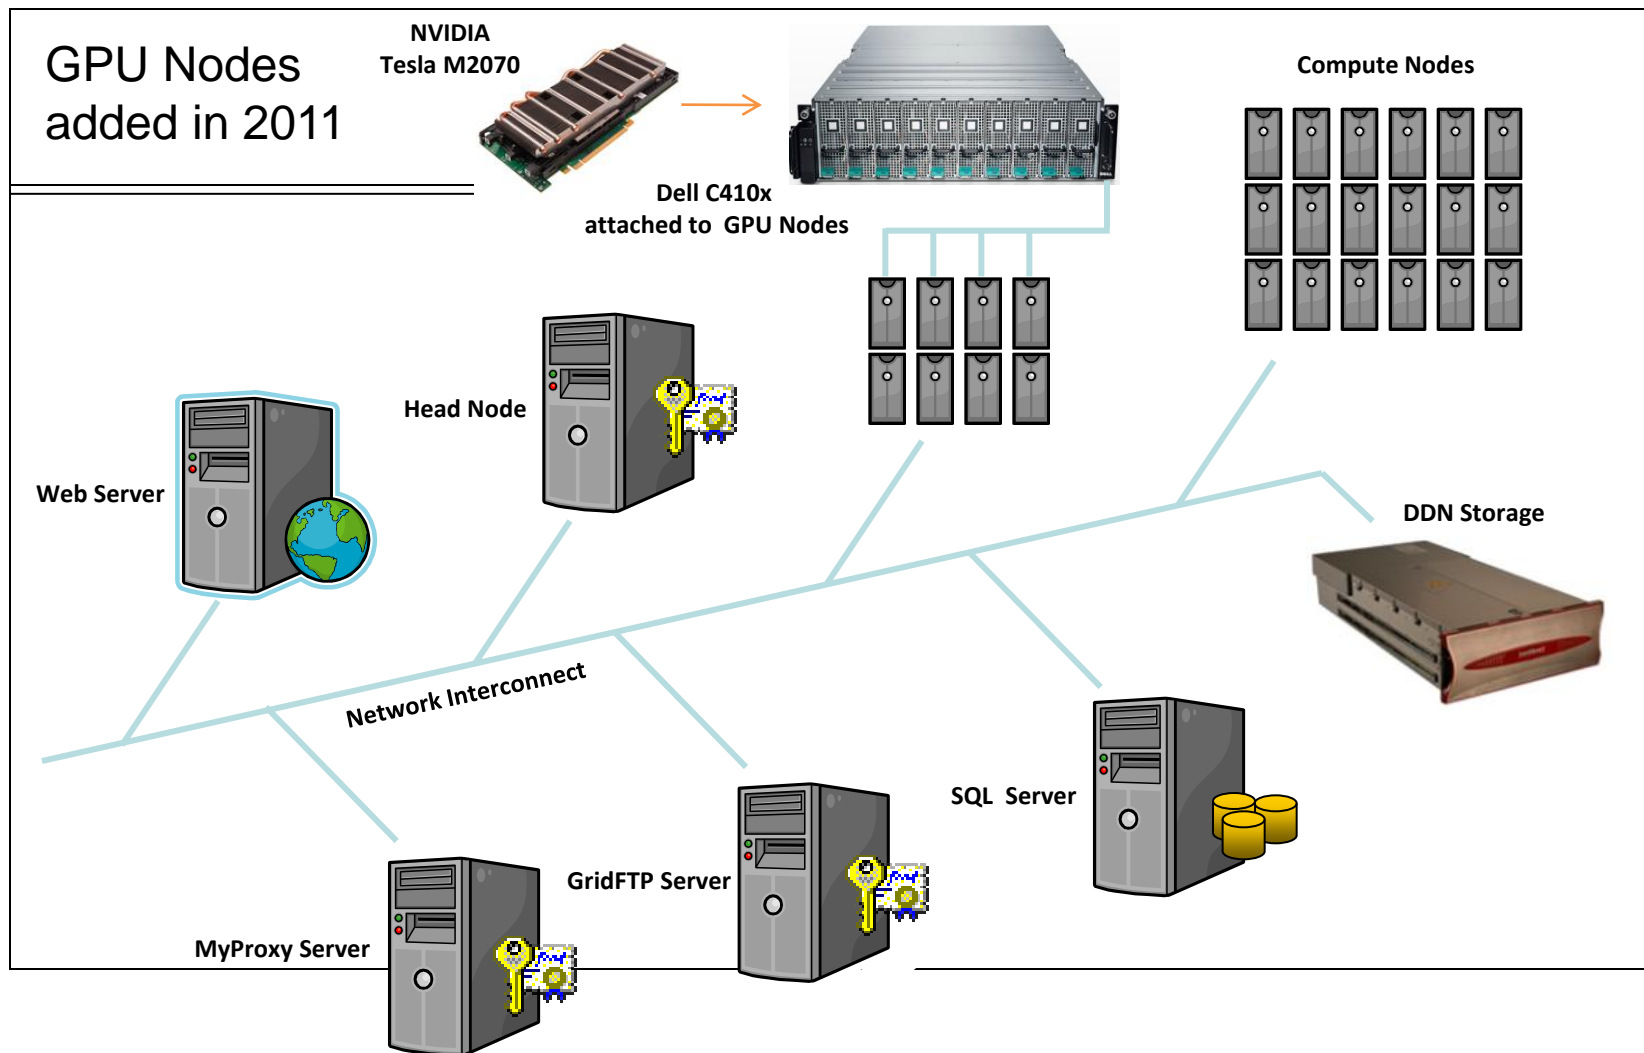 GPU Nodes
added in 2011
NVIDIA
Tesla M2070
Dell C410x
attached to  GPU Nodes
Compute Nodes
Head Node
Web Server
DDN Storage
Network Interconnect
SQL  Server
GridFTP Server
MyProxy Server